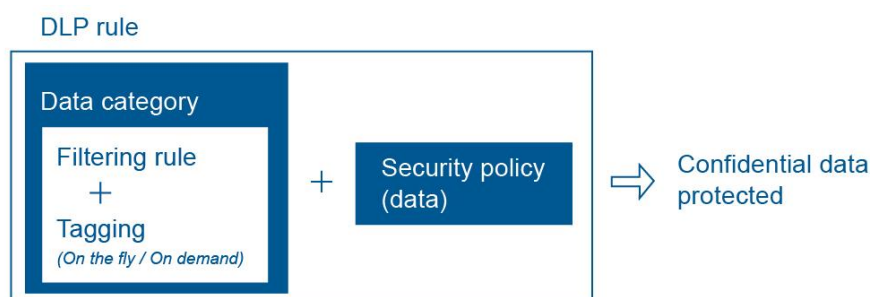 DLP rule
Data category
Filtering rule
+
Tagging
(On the fly / On demand)
+
Security policy
(data)
Confidential data
protected